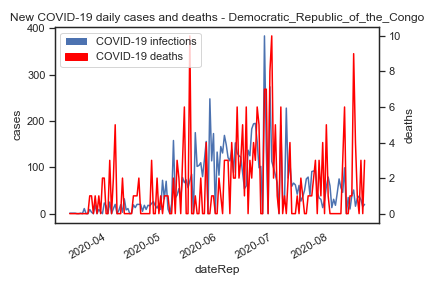 New COVID-19 daily cases and deaths - Democratic_Republic_of_the_Congo
COVID-19 infections
COVID-19 deaths
400
300
200
100
0
cases
10
8
6
4
2
0
deaths
2020-04
2020-05
2020-06
2020-07
2020-08
dateRep